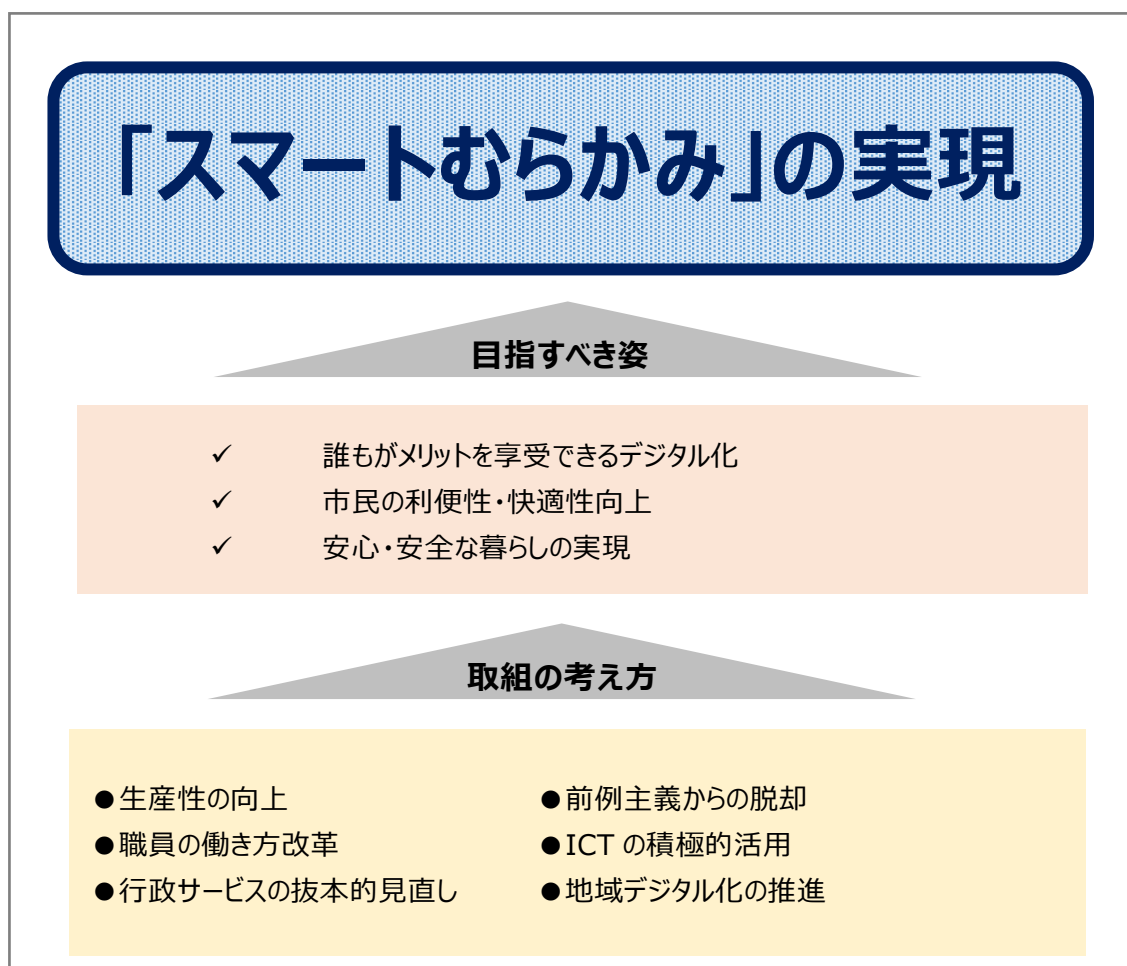 「スマートむらかみ」の実現
目指すべき姿
✓ 誰もがメリットを享受できるデジタル化
✓ 市民の利便性・快適性向上
✓ 安心・安全な暮らしの実現
取組の考え方
●生産性の向上
●職員の働き方改革
●行政サービスの抜本的見直し
●前例主義からの脱却
●ICT の積極的活用
●地域デジタル化の推進